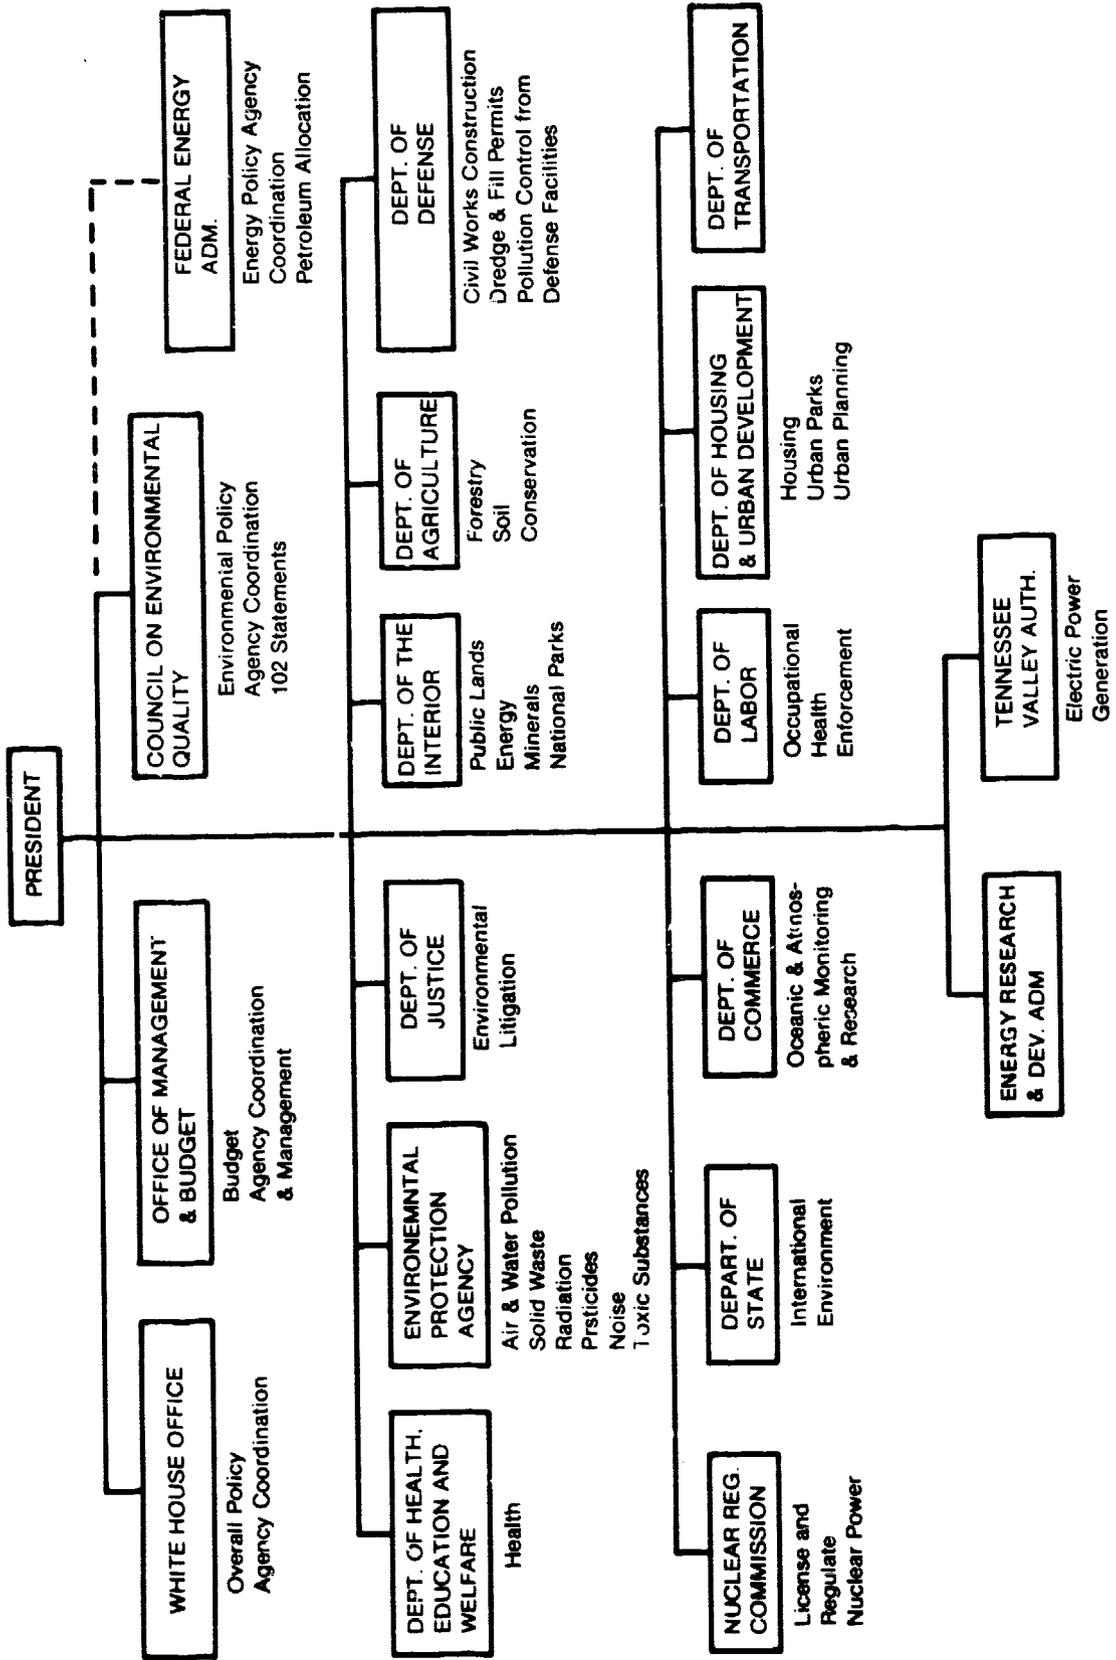 PRESIDENT
WHITE HOUSE OFFICE
Overall Policy
Agency Coordination
OFFICE OF MANAGEMENT
& BUDGET
Budget
Agency Coordination
& Management
COUNCIL ON ENVIRONMENTAL
QUALITY
Environmenial Policy
Agency Coordination
102 Statements
FEDERAL ENERGY
ADM.
Energy Policy Agency
Coordination
Petroleum Allocation
DEPT. OF HEALTH,
EDUCATION AND
WELFARE
Health
ENVIRONEMNTAL
PROTECTION
AGENCY
Air & Water Pollution
Solid Waste
Radiation
Prsticides
Noise
Toxic Substances
DEPT. OF
JUSTICE
Environmental
Litigation
DEPT. OF THE
INTERIOR
Public Lands
Energy
Minerals
National Parks
DEPT. OF
AGRICULTURE
Forestry
Soil
Conservation
DEPT. OF
DEFENSE
Civil Works Construction
Dredge & Fill Permits
Pollution Control from
Defense Facilities
NUCLEAR REG.
COMMISSION
License and
Regulate
Nuclear Power
DEPART. OF
STATE
International
Environment
DEPT. OF
COMMERCE
Oceanic & Atmos-
pheric Monitoring
& Research
DEPT. OF
LABOR
Occupational
Health
Enforcement
DEPT. OF HOUSING
& URBAN DEVELOPMENT
Housing
Urban Parks
Urban Planning
DEPT. OF
TRANSPORTATION
ENERGY RESEARCH
& DEV. ADM
TENNESSEE
VALLEY AUTH.
Electric Power
Generation